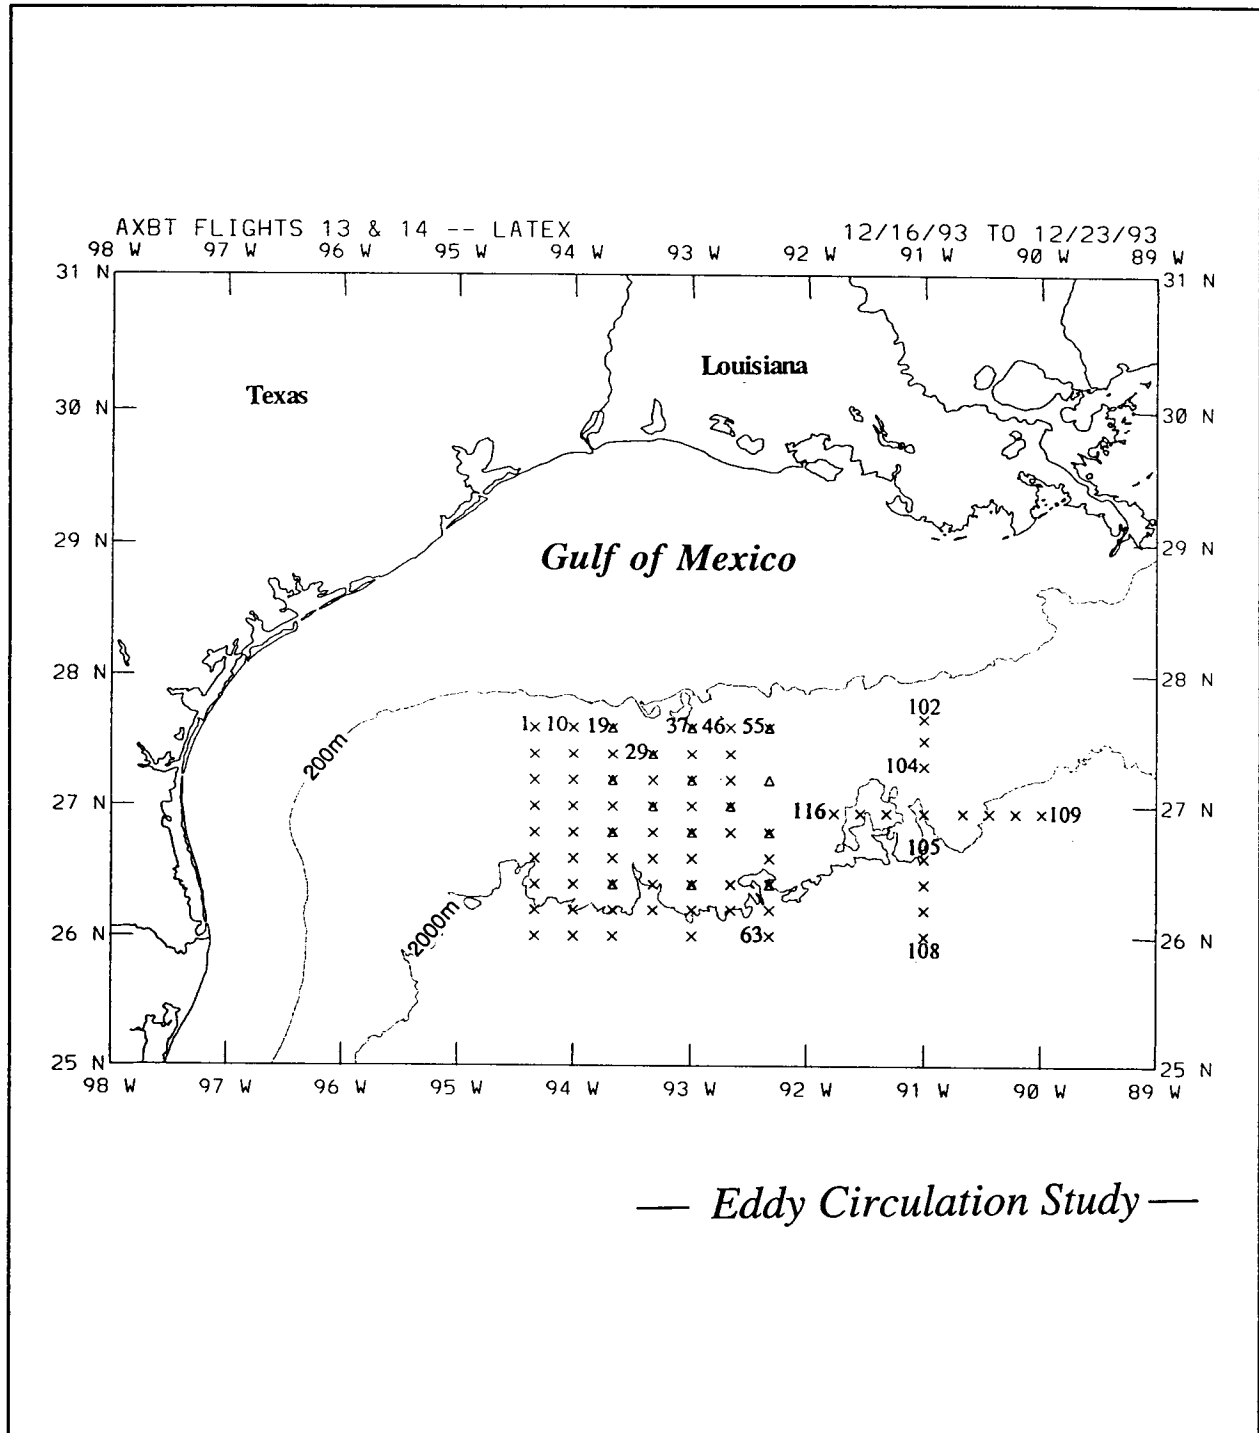 AXBT FLIGHTS 13 & 14 -- LATEX 12/16/93 TO 12/23/93
98 W 97 W 96 W 95 W 94 W 93 W 92 W 91 W 90 W 89 W
31 N 31 N
Louisiana
Texas
30 N 30 N
29 N 29 N
Gulf of Mexico
28 N 28 N
102
1 10 19 37 46 55
200m
29
104
27 N 27 N
116 109
105
2000m
26 N 26 N
63
108
25 N 25 N
98 W 97 W 96 W 95 W 94 W 93 W 92 W 91 W 90 W 89 W
— Eddy Circulation Study —